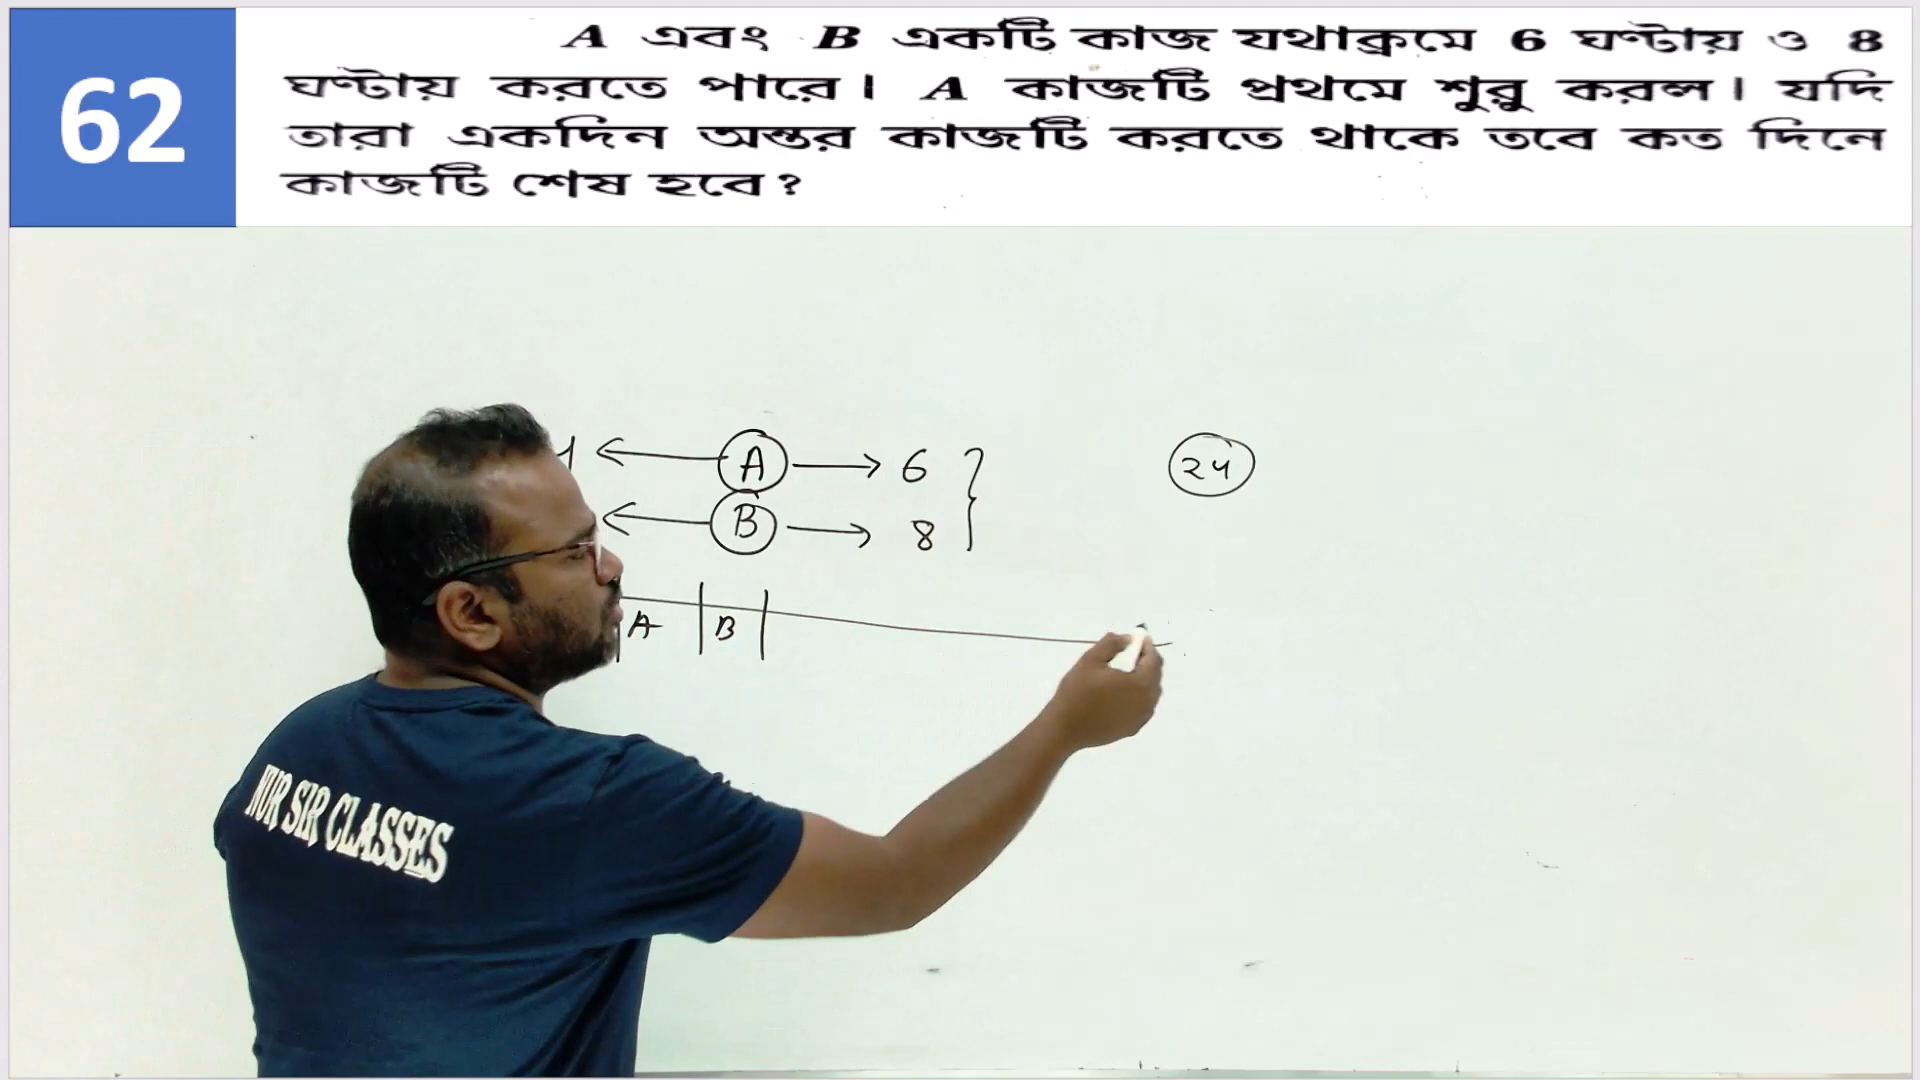 62
A এবং B একটি কাজ যথাক্রমে 6 ঘণ্টায় ও 8
ঘণ্টায় করতে পারে। A কাজটি প্রথমে শুরু করল। যদি
তারা একদিন অন্তর কাজটি করতে থাকে তবে কত দিনে
কাজটি শেষ হবে?
A 6
24
B 8
A B
NUR SIR CLASSES